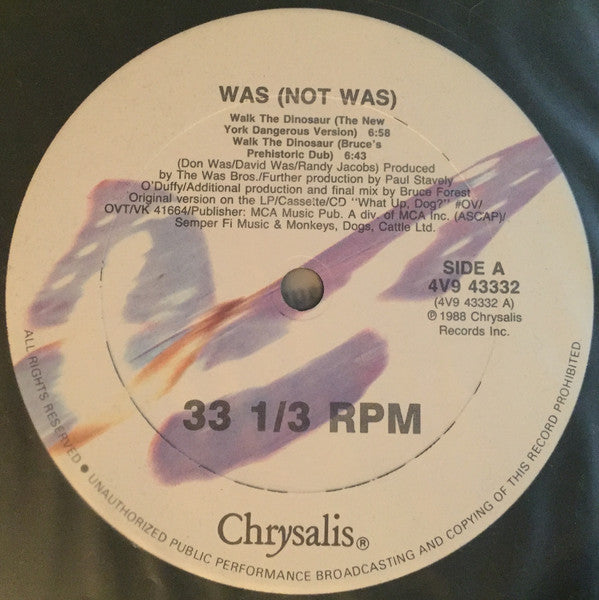 WAS (NOT WAS)
Walk The Dinosaur (The New
York Dangerous Version) 6:58
Walk The Dinosaur (Bruce's
Prehistoric Dub) 6:43
(Don Was/David Was/Randy Jacobs) Produced
by The Was Bros./Further production by Paul Stavely
O'Duffy/Additional production and final mix by Bruce Forest
Original version on the LP/Cassette/CD "What Up, Dog?" #OV/
OVT/VK 41664/Publisher: MCA Music Pub. A div. of MCA Inc. (ASCAP)/
Semper Fi Music & Monkeys, Dogs, Cattle Ltd.
SIDE A
4V9 43332
(4V9 43332 A)
℗ 1988 Chrysalis
Records Inc.
33 1/3 RPM
Chrysalis®
ALL RIGHTS RESERVED ● UNAUTHORIZED PUBLIC PERFORMANCE BROADCASTING AND COPYING OF THIS RECORD PROHIBITED